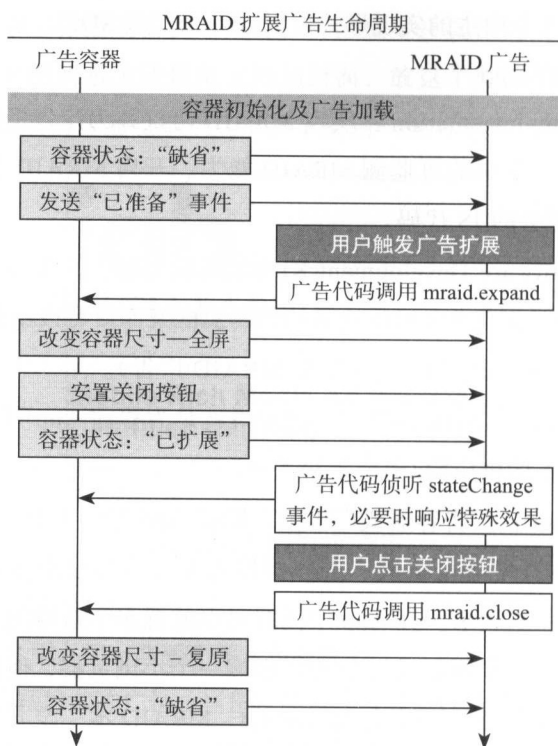 MRAID 扩展广告生命周期
广告容器
MRAID 广告
容器初始化及广告加载
容器状态：“缺省”
发送“已准备”事件
用户触发广告扩展
广告代码调用 mraid.expand
改变容器尺寸—全屏
安置关闭按钮
容器状态：“已扩展”
广告代码侦听 stateChange
事件，必要时响应特殊效果
用户点击关闭按钮
广告代码调用 mraid.close
改变容器尺寸 – 复原
容器状态：“缺省”